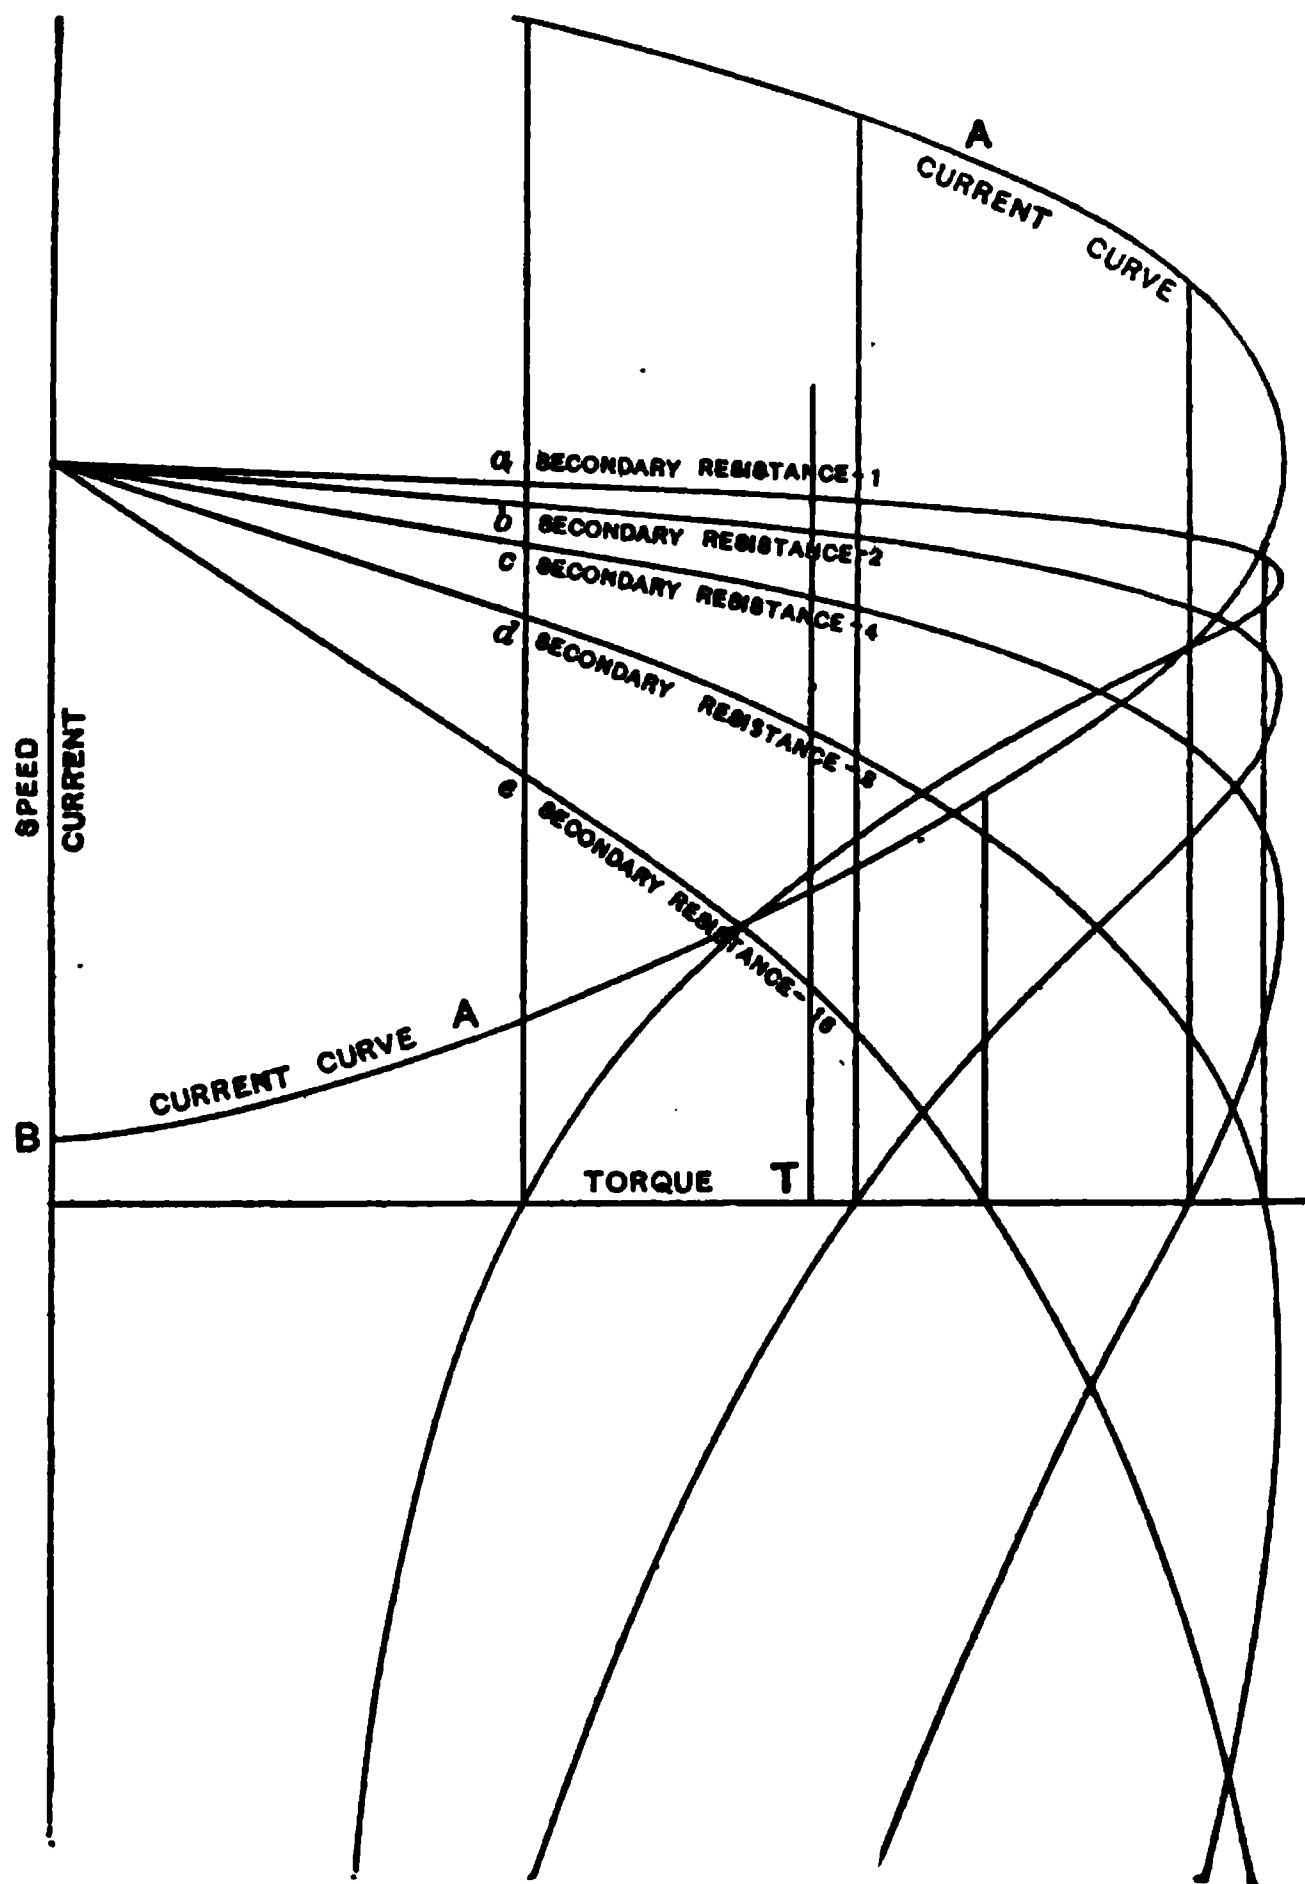 A
CURRENT CURVE
a SECONDARY RESISTANCE-1
b SECONDARY RESISTANCE-2
c SECONDARY RESISTANCE-4
d SECONDARY RESISTANCE-8
e SECONDARY RESISTANCE-16
SPEED
CURRENT
CURRENT CURVE A
B
TORQUE T